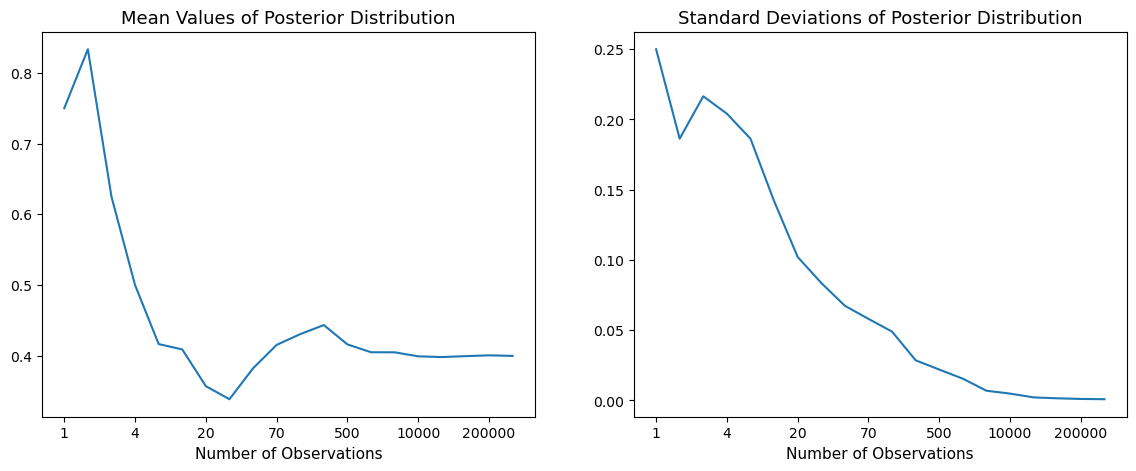 Mean Values of Posterior Distribution
0.8
0.7
0.6
0.5
0.4
1 4 20 70 500 10000 200000
Number of Observations
Standard Deviations of Posterior Distribution
0.25
0.20
0.15
0.10
0.05
0.00
1 4 20 70 500 10000 200000
Number of Observations